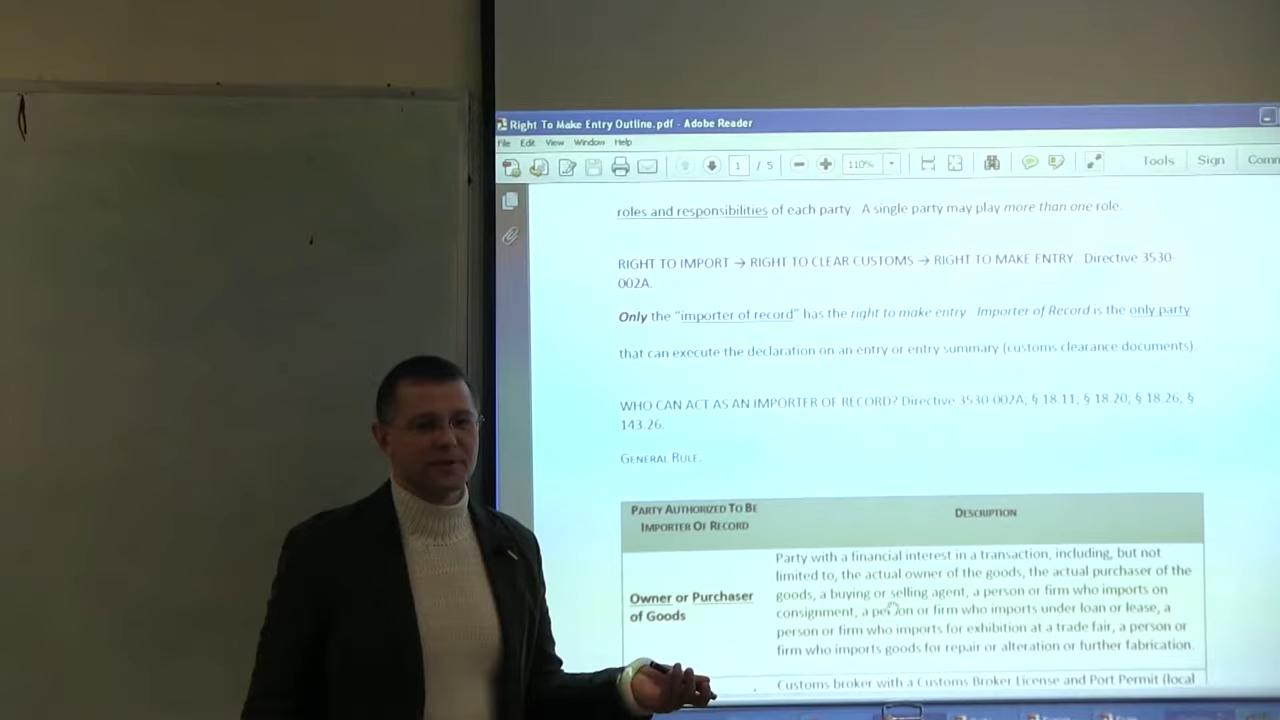 Right To Make Entry Outline.pdf - Adobe Reader
File Edit View Window Help
1 / 5 110% Tools Sign Comm
roles and responsibilities of each party. A single party may play more than one role.
RIGHT TO IMPORT → RIGHT TO CLEAR CUSTOMS → RIGHT TO MAKE ENTRY. Directive 3530-
002A.
Only the “importer of record” has the right to make entry. Importer of Record is the only party
that can execute the declaration on an entry or entry summary (customs clearance documents).
WHO CAN ACT AS AN IMPORTER OF RECORD? Directive 3530-002A; § 18.11; § 18.20; § 18.26; §
143.26.
GENERAL RULE.
PARTY AUTHORIZED TO BE
IMPORTER OF RECORD
DESCRIPTION
Owner or Purchaser
of Goods
Party with a financial interest in a transaction, including, but not
limited to, the actual owner of the goods, the actual purchaser of the
goods, a buying or selling agent, a person or firm who imports on
consignment, a person or firm who imports under loan or lease, a
person or firm who imports for exhibition at a trade fair, a person or
firm who imports goods for repair or alteration or further fabrication.
Customs broker with a Customs Broker License and Port Permit (local